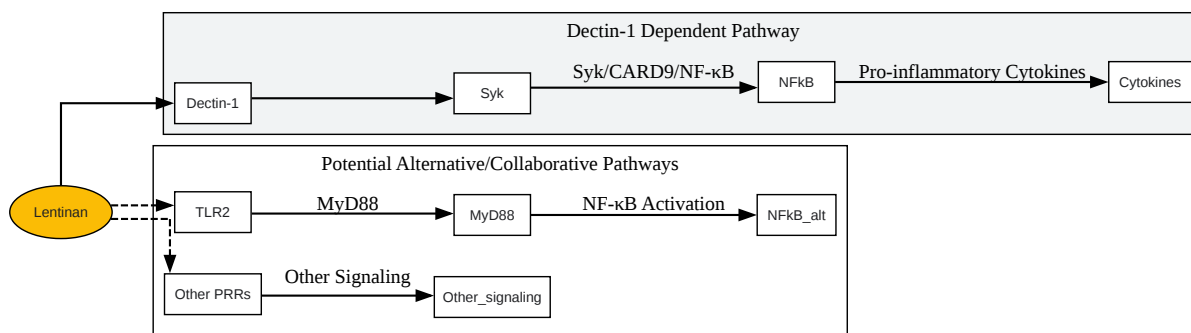 Dectin-1 Dependent Pathway
Dectin-1
Syk
Syk/CARD9/NF-κB
NFkB
Pro-inflammatory Cytokines
Cytokines
Potential Alternative/Collaborative Pathways
Lentinan
TLR2
MyD88
MyD88
NF-κB Activation
NFkB_alt
Other PRRs
Other Signaling
Other_signaling